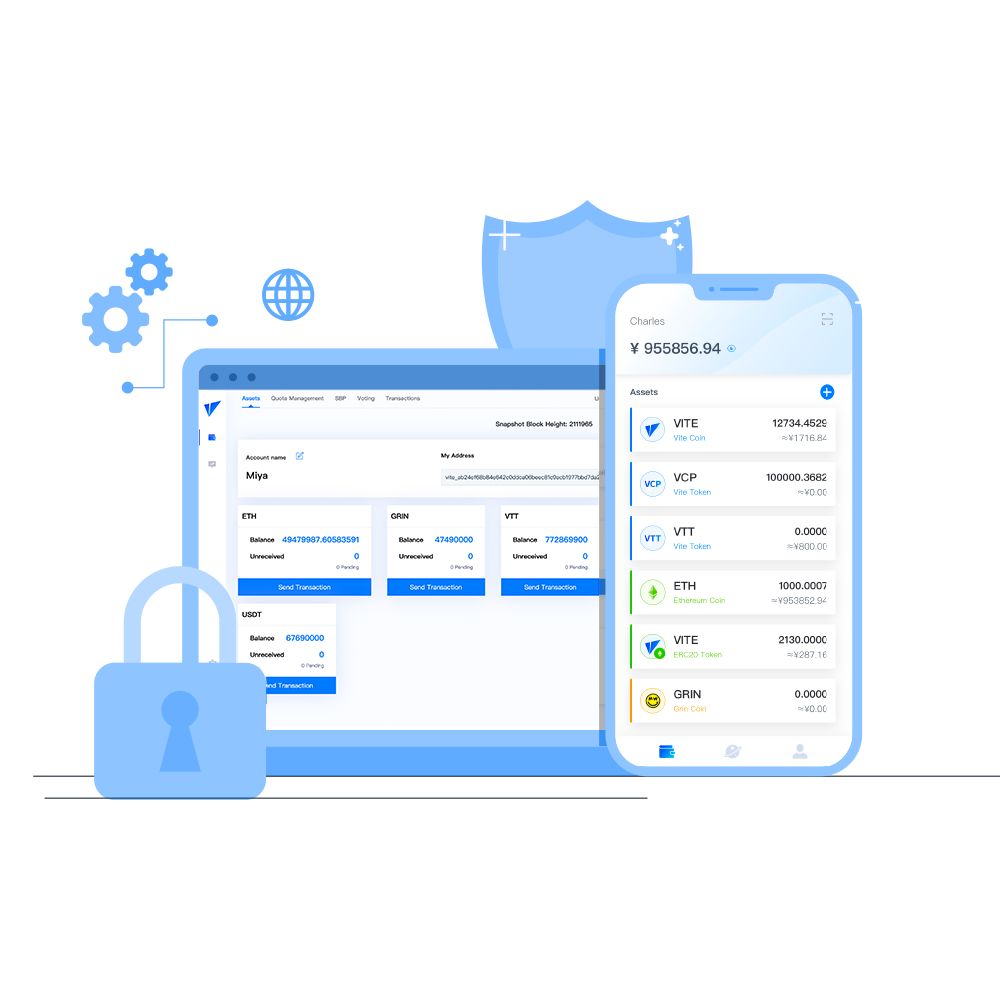 Assets Quota Management SBP Voting Transactions
Snapshot Block Height: 2111965
Account name
Miya
My Address
ETH
Balance 49479987.60583591
Unreceived 0
0 Pending
Send Transaction
GRIN
Balance 47490000
Unreceived 0
0 Pending
Send Transaction
VTT
Balance 772869900
Unreceived 0
0 Pending
Send Transaction
USDT
Balance 67690000
Unreceived 0
0 Pending
Transaction
Charles
¥ 955856.94
Assets
VITE 12734.4529
Vite Coin ≈¥1716.84
VCP
VCP 100000.3682
Vite Token ≈¥0.00
VTT
VTT 0.0000
Vite Token ≈¥800.00
ETH 1000.0007
Ethereum Coin ≈¥953852.94
VITE 2130.0000
ERC20 Token ≈¥287.16
GRIN 0.0000
Grin Coin ≈¥0.00